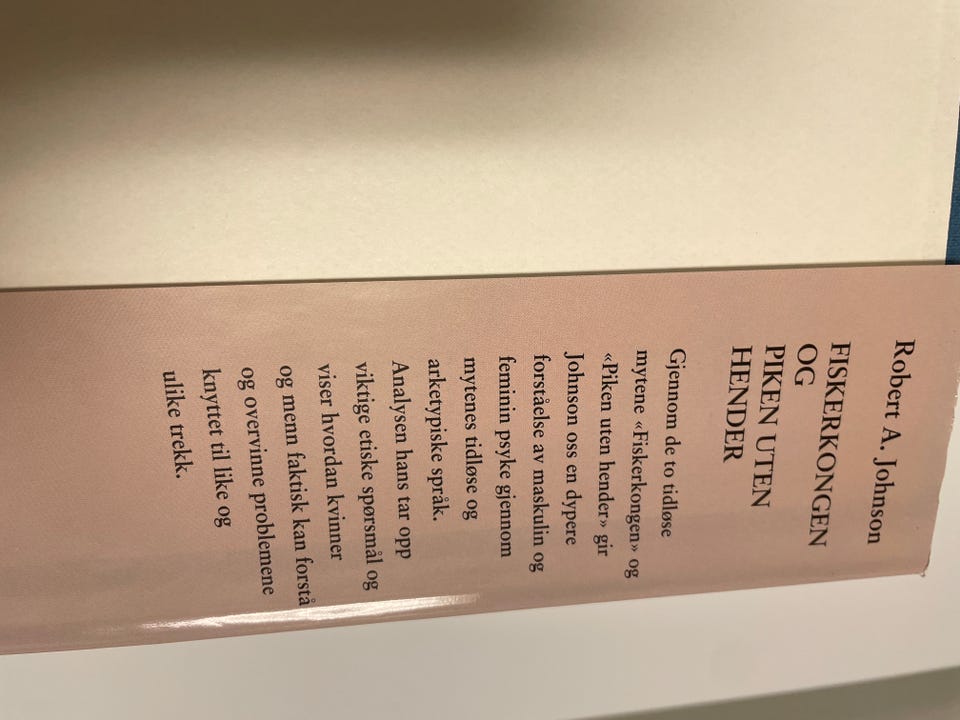 Robert A. Johnson
FISKERKONGEN
OG
PIKEN UTEN
HENDER
Gjennom de to tidløse
mytene «Fiskerkongen» og
«Piken uten hender» gir
Johnson oss en dypere
forståelse av maskulin og
feminin psyke gjennom
mytenes tidløse og
arketypiske språk.
Analysen hans tar opp
viktige etiske spørsmål og
viser hvordan kvinner
og menn faktisk kan forstå
og overvinne problemene
knyttet til like og
ulike trekk.